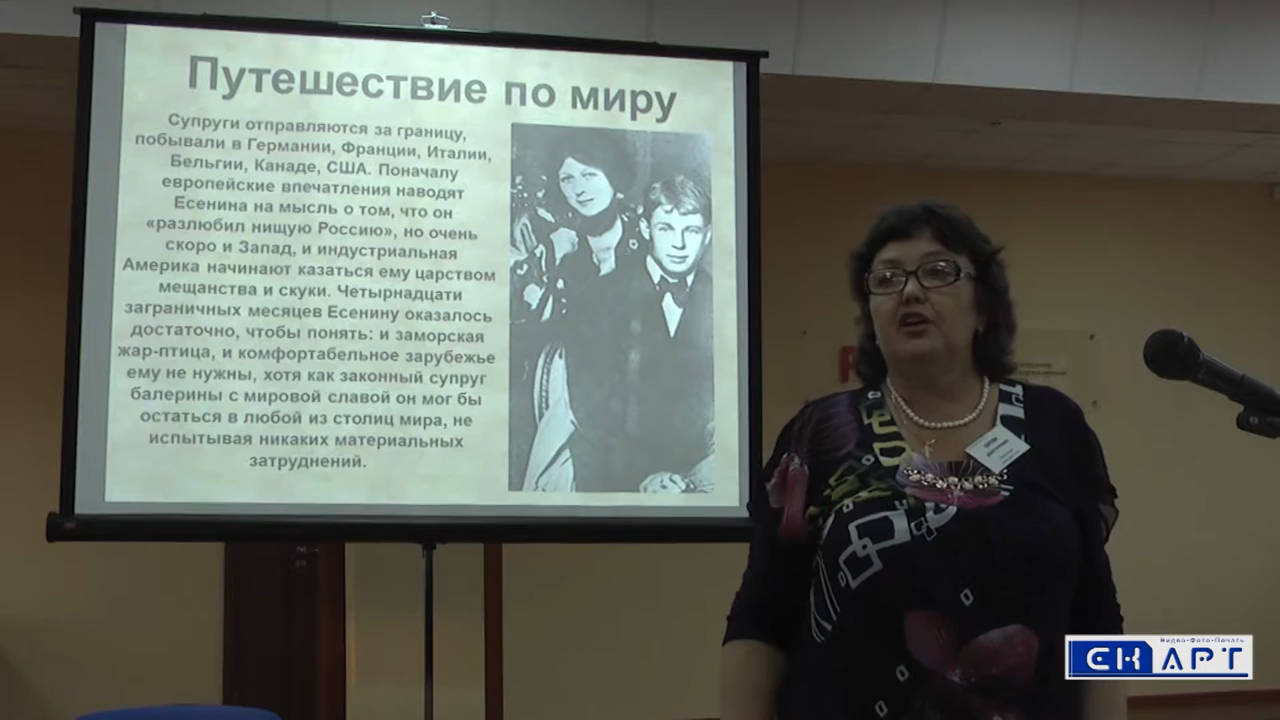 Путешествие по миру
Супруги отправляются за границу,
побывали в Германии, Франции, Италии,
Бельгии, Канаде, США. Поначалу
европейские впечатления наводят
Есенина на мысль о том, что он
«разлюбил нищую Россию», но очень
скоро и Запад, и индустриальная
Америка начинают казаться ему царством
мещанства и скуки. Четырнадцати
заграничных месяцев Есенину оказалось
достаточно, чтобы понять: и заморская
жар-птица, и комфортабельное зарубежье
ему не нужны, хотя как законный супруг
балерины с мировой славой он мог бы
остаться в любой из столиц мира, не
испытывая никаких материальных
затруднений.
Видео-Фото-Печать
СК АРТ